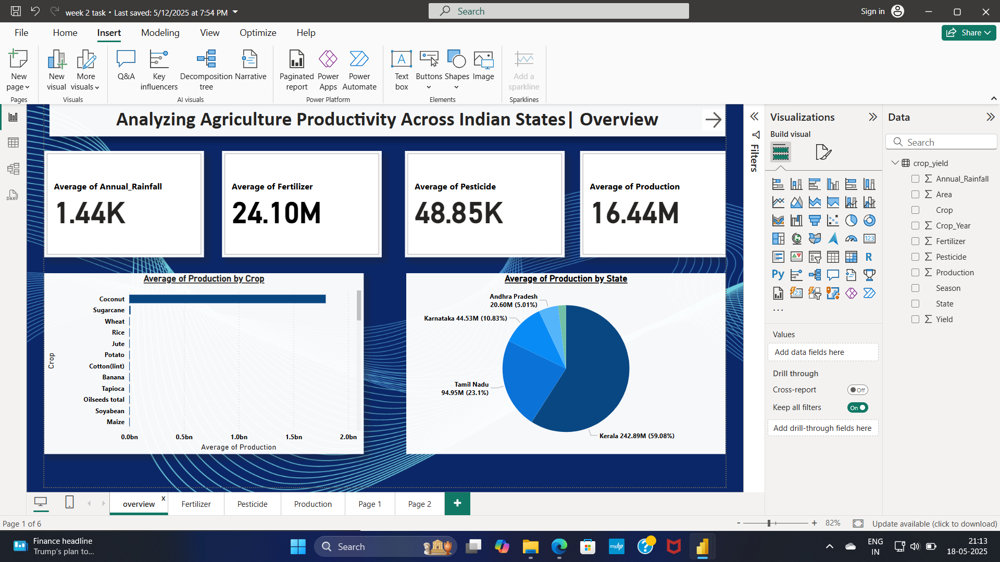 week 2 task • Last saved: 5/12/2025 at 7:54 PM
Search
Sign in
File
Home
Insert
Modeling
View
Optimize
Help
Share
New page
New visual
More visuals
Q&A
Key influencers
Decomposition tree
Narrative
Paginated report
Power Apps
Power Automate
Text box
Buttons
Shapes
Image
Add a sparkline
Pages
Visuals
AI visuals
Power Platform
Elements
Sparklines
Analyzing Agriculture Productivity Across Indian States| Overview
Average of Annual_Rainfall
1.44K
Average of Fertilizer
24.10M
Average of Pesticide
48.85K
Average of Production
16.44M
Average of Production by Crop
Crop
Coconut
Sugarcane
Wheat
Rice
Jute
Potato
Cotton(lint)
Banana
Tapioca
Oilseeds total
Soyabean
Maize
0.0bn
0.5bn
1.0bn
1.5bn
2.0bn
Average of Production
Average of Production by State
Andhra Pradesh
20.60M (5.01%)
Karnataka 44.53M (10.83%)
Tamil Nadu
94.95M (23.1%)
Kerala 242.89M (59.08%)
Filters
Visualizations
Build visual
123
R
Py
123
...
Values
Add data fields here
Drill through
Cross-report
Off
Keep all filters
On
Add drill-through fields here
Data
Search
crop_yield
Annual_Rainfall
Area
Crop
Crop_Year
Fertilizer
Pesticide
Production
Season
State
Yield
DAX
overview
x
Fertilizer
Pesticide
Production
Page 1
Page 2
+
Page 1 of 6
- + 82%
Update available (click to download)
Finance headline
Trump's plan to...
Search
myhp
ENG
IN
21:13
18-05-2025